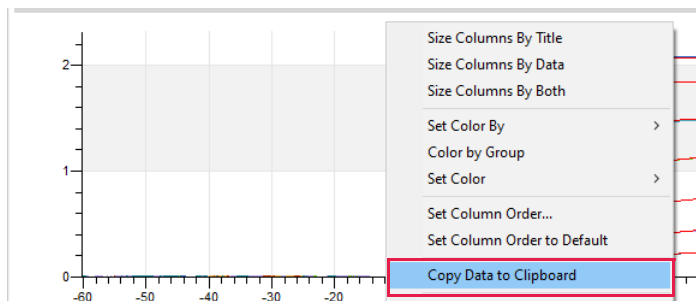 Size Columns By Title
Size Columns By Data
Size Columns By Both
Set Color By
Color by Group
Set Color
Set Column Order...
Set Column Order to Default
Copy Data to Clipboard
2
1
0
-60 -50 -40 -30 -20